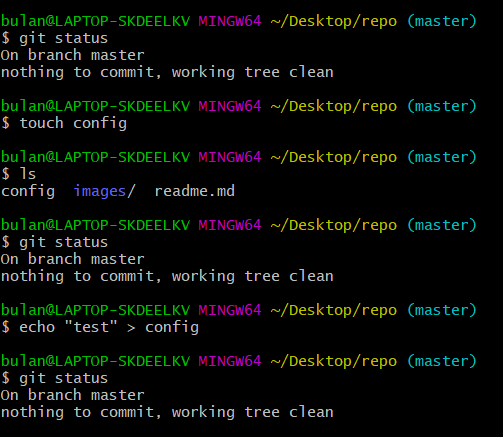 bulan@LAPTOP-SKDEELKV MINGW64 ~/Desktop/repo (master)
$ git status
On branch master
nothing to commit, working tree clean
bulan@LAPTOP-SKDEELKV MINGW64 ~/Desktop/repo (master)
$ touch config
bulan@LAPTOP-SKDEELKV MINGW64 ~/Desktop/repo (master)
$ ls
config  images/  readme.md
bulan@LAPTOP-SKDEELKV MINGW64 ~/Desktop/repo (master)
$ git status
On branch master
nothing to commit, working tree clean
bulan@LAPTOP-SKDEELKV MINGW64 ~/Desktop/repo (master)
$ echo "test" > config
bulan@LAPTOP-SKDEELKV MINGW64 ~/Desktop/repo (master)
$ git status
On branch master
nothing to commit, working tree clean